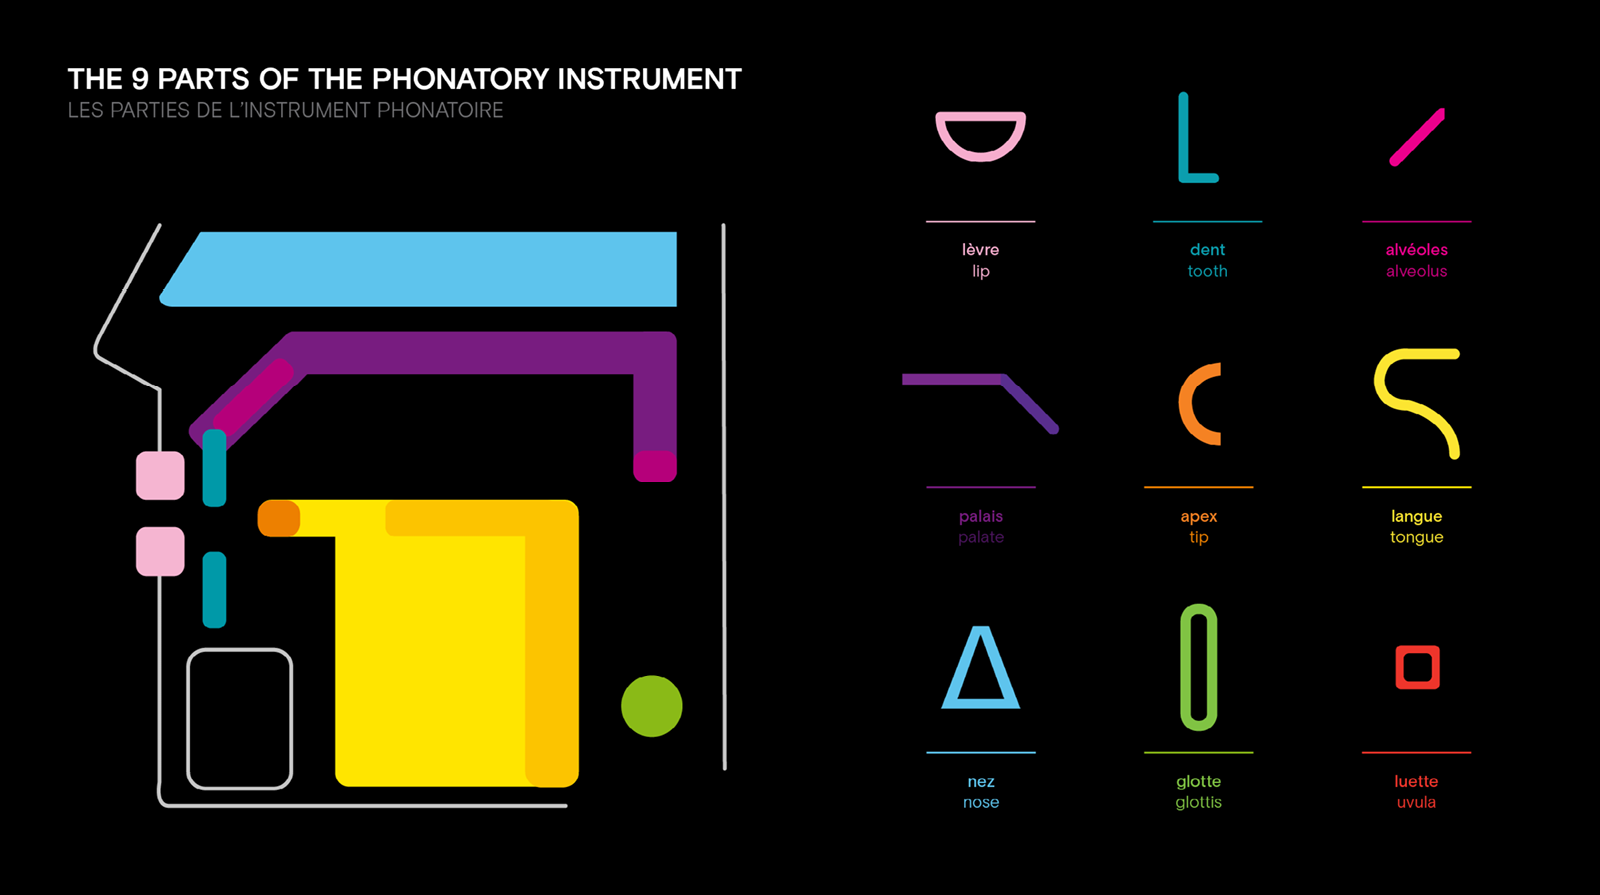 THE 9 PARTS OF THE PHONATORY INSTRUMENT
LES PARTIES DE L'INSTRUMENT PHONATOIRE
lèvre
lip
dent
tooth
alvéoles
alveolus
palais
palate
apex
tip
langue
tongue
nez
nose
glotte
glottis
luette
uvula